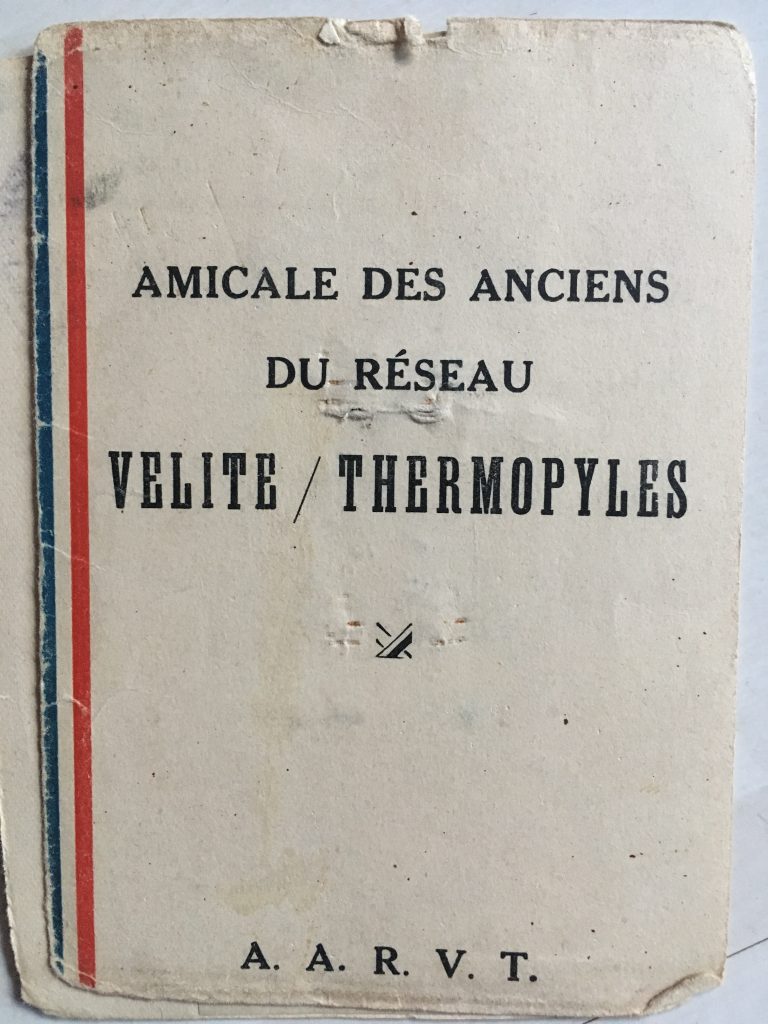 AMICALE DES ANCIENS
DU RÉSEAU
VELITE / THERMOPYLES
A. A. R. V. T.